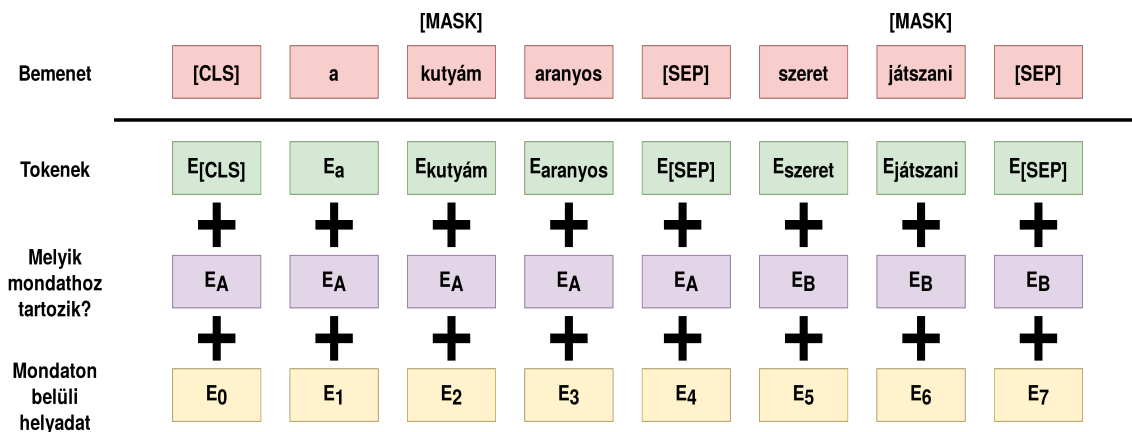 [MASK] [MASK]
Bemenet [CLS] a kutyám aranyos [SEP] szeret játszani [SEP]
Tokenek E[CLS] Ea Ekutyám Earanyos E[SEP] Eszeret Ejátszani E[SEP]
+ + + + + + + +
Melyik
mondathoz EA EA EA EA EA EB EB EB
tartozik?
+ + + + + + + +
Mondaton
belüli E0 E1 E2 E3 E4 E5 E6 E7
helyadat